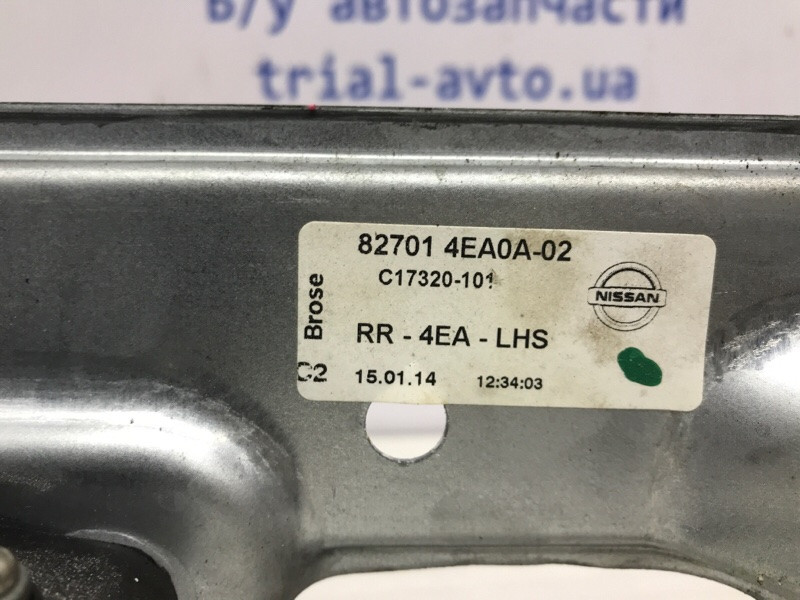 б/у автозапчасти
trial-avto.ua
82701 4EA0A-02
C17320-101
Brose
NISSAN
RR - 4EA - LHS
C2 15.01.14 12:34:03